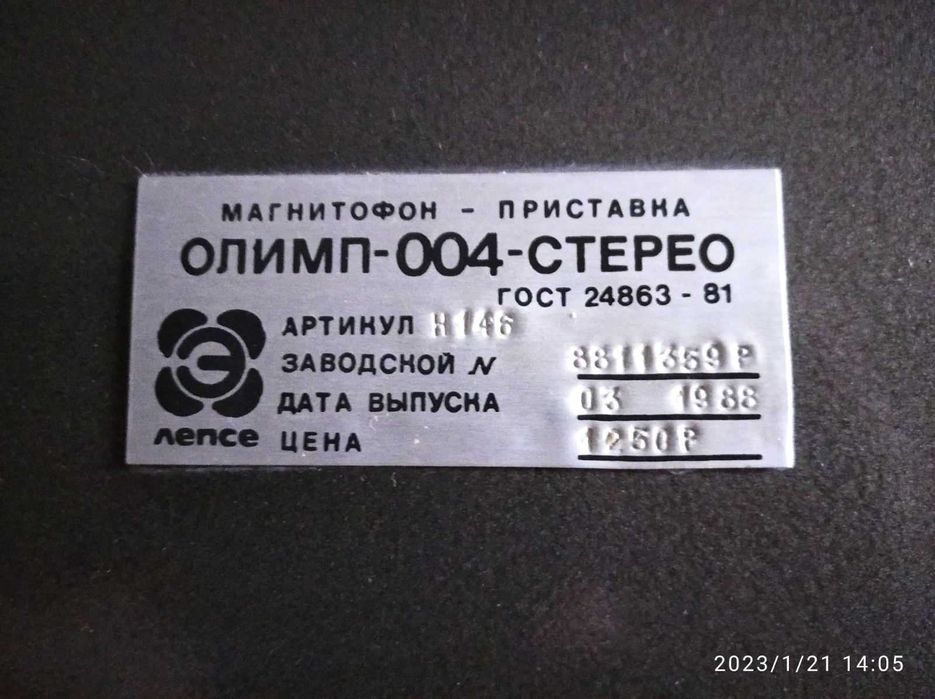 МАГНИТОФОН - ПРИСТАВКА
ОЛИМП-004-СТЕРЕО
ГОСТ 24863 - 81
АРТИКУЛ Н146
ЗАВОДСКОЙ N 8811359 Р
ДАТА ВЫПУСКА 03 1988
ЦЕНА 1250Р
Э
лепсе
2023/1/21 14:05